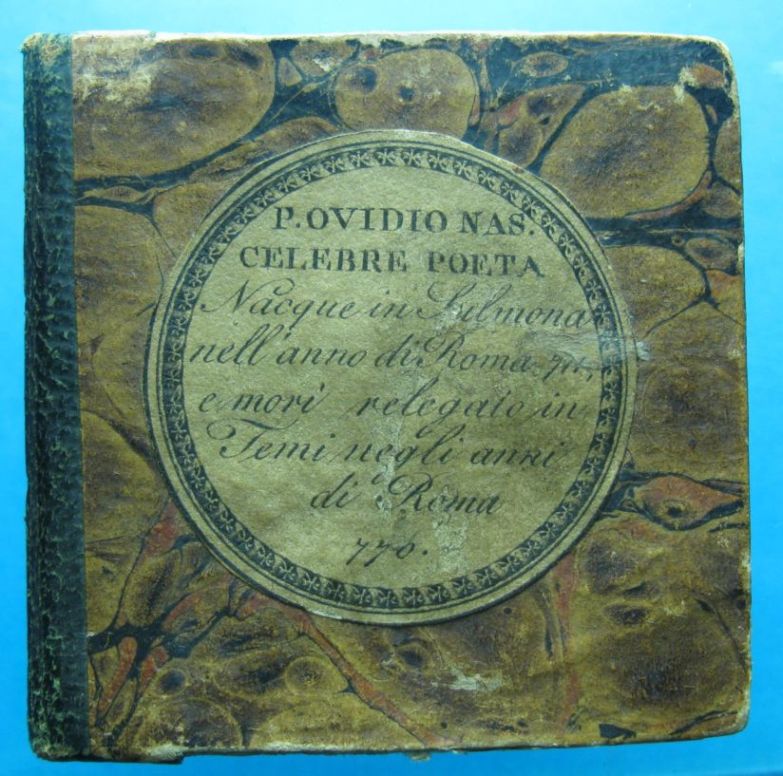 P. OVIDIO NAS.
CELEBRE POETA
Nacque in Sulmona
nell'anno di Roma 711,
e morì relegato in
Temi negli anni
di Roma
770.